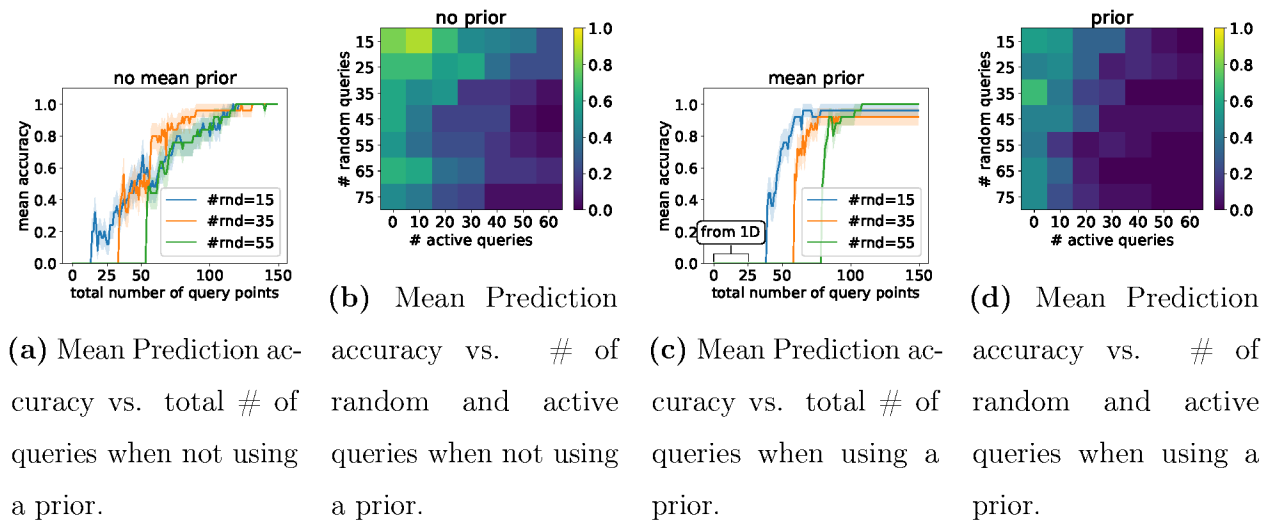 no mean prior
mean accuracy
1.0
0.8
0.6
0.4
0.2
0.0
#rnd=15
#rnd=35
#rnd=55
0 25 50 75 100 150
total number of query points
(a) Mean Prediction ac-
curacy vs. total # of
queries when not using
a prior.
no prior
# random queries
15
25
35
45
55
65
75
0 10 20 30 40 50 60
# active queries
1.0
0.8
0.6
0.4
0.2
0.0
(b) Mean Prediction
accuracy vs. # of
random and active
queries when not using
a prior.
mean prior
mean accuracy
1.0
0.8
0.6
0.4
0.2
0.0
from 1D
#rnd=15
#rnd=35
#rnd=55
0 25 50 75 100 150
total number of query points
(c) Mean Prediction ac-
curacy vs. total # of
queries when using a
prior.
prior
# random queries
15
25
35
45
55
65
75
0 10 20 30 40 50 60
# active queries
1.0
0.8
0.6
0.4
0.2
0.0
(d) Mean Prediction
accuracy vs. # of
random and active
queries when using a
prior.